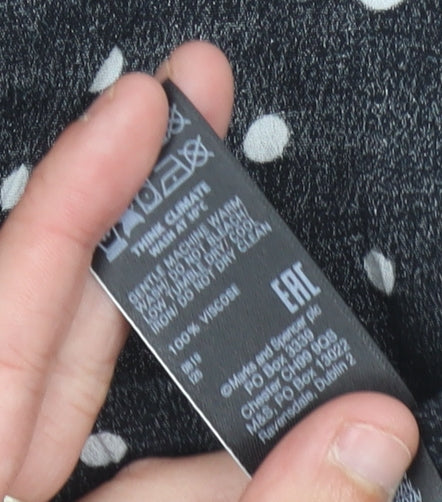 THINK CLIMATE
WASH AT 30°C
GENTLE MACHINE WARM
WASH/ DO NOT BLEACH/
LOW TUMBLE DRY/ COOL
IRON/ DO NOT DRY CLEAN
100% VISCOSE
EAC
©Marks and Spencer plc
PO Box 3339
Chester CH99 9QS
M&S, PO Box 13022
Ravensdale, Dublin 2